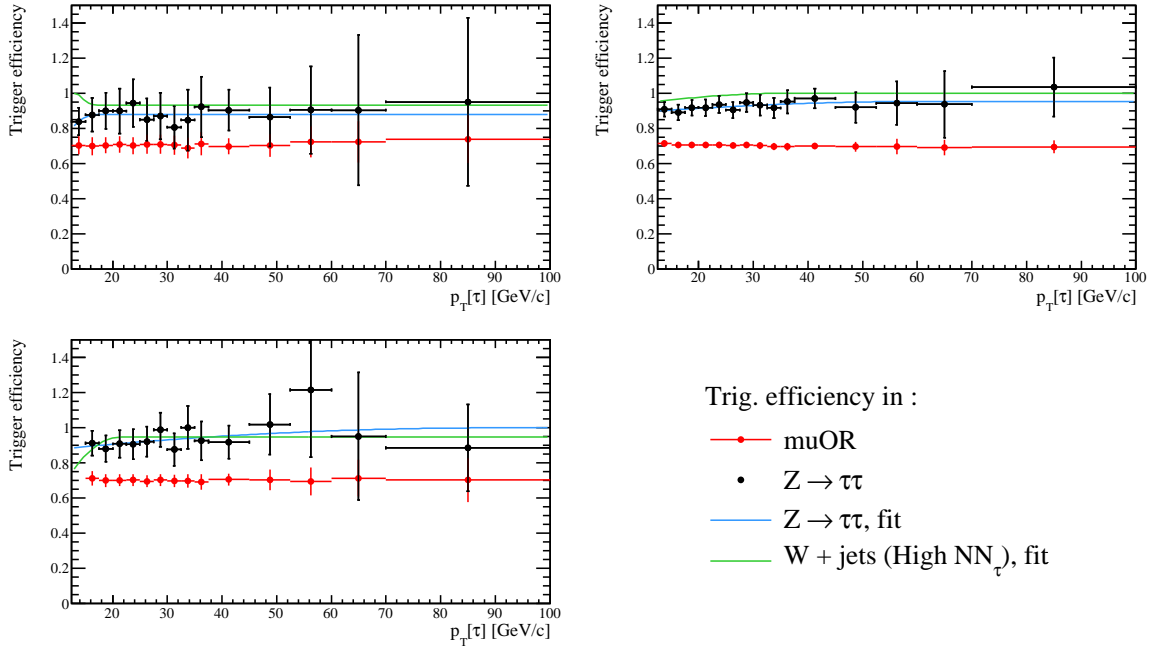 Trigger efficiency
1.4
1.2
1
0.8
0.6
0.4
0.2
0
20 30 40 50 60 70 80 90 100
p_T[τ] [GeV/c]
Trigger efficiency
1.4
1.2
1
0.8
0.6
0.4
0.2
0
20 30 40 50 60 70 80 90 100
p_T[τ] [GeV/c]
Trigger efficiency
1.4
1.2
1
0.8
0.6
0.4
0.2
0
20 30 40 50 60 70 80 90 100
p_T[τ] [GeV/c]
Trig. efficiency in :
muOR
Z → ττ
Z → ττ, fit
W + jets (High NN_τ), fit